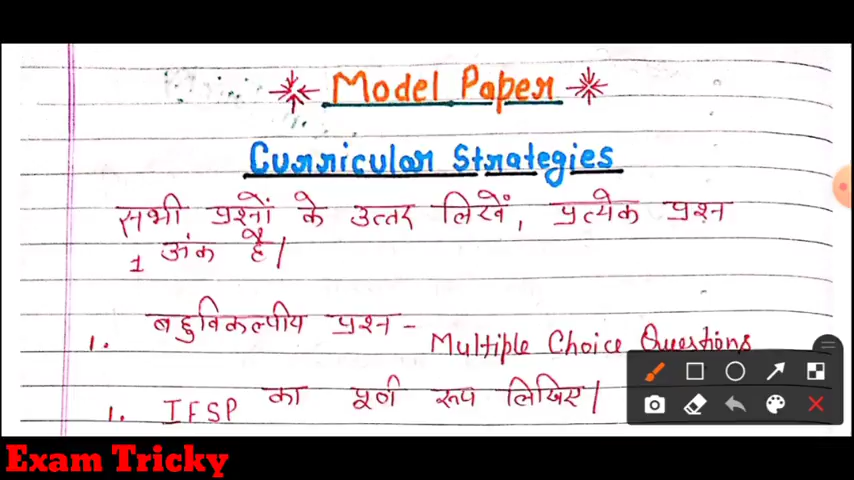 Model Paper
Curricular Strategies
सभी प्रश्नों के उत्तर लिखें, प्रत्येक प्रश्न
1 अंक है।
1. बहुविकल्पीय प्रश्न - Multiple Choice Questions
1. IFSP का पूर्ण रूप लिखिए।
Exam Tricky